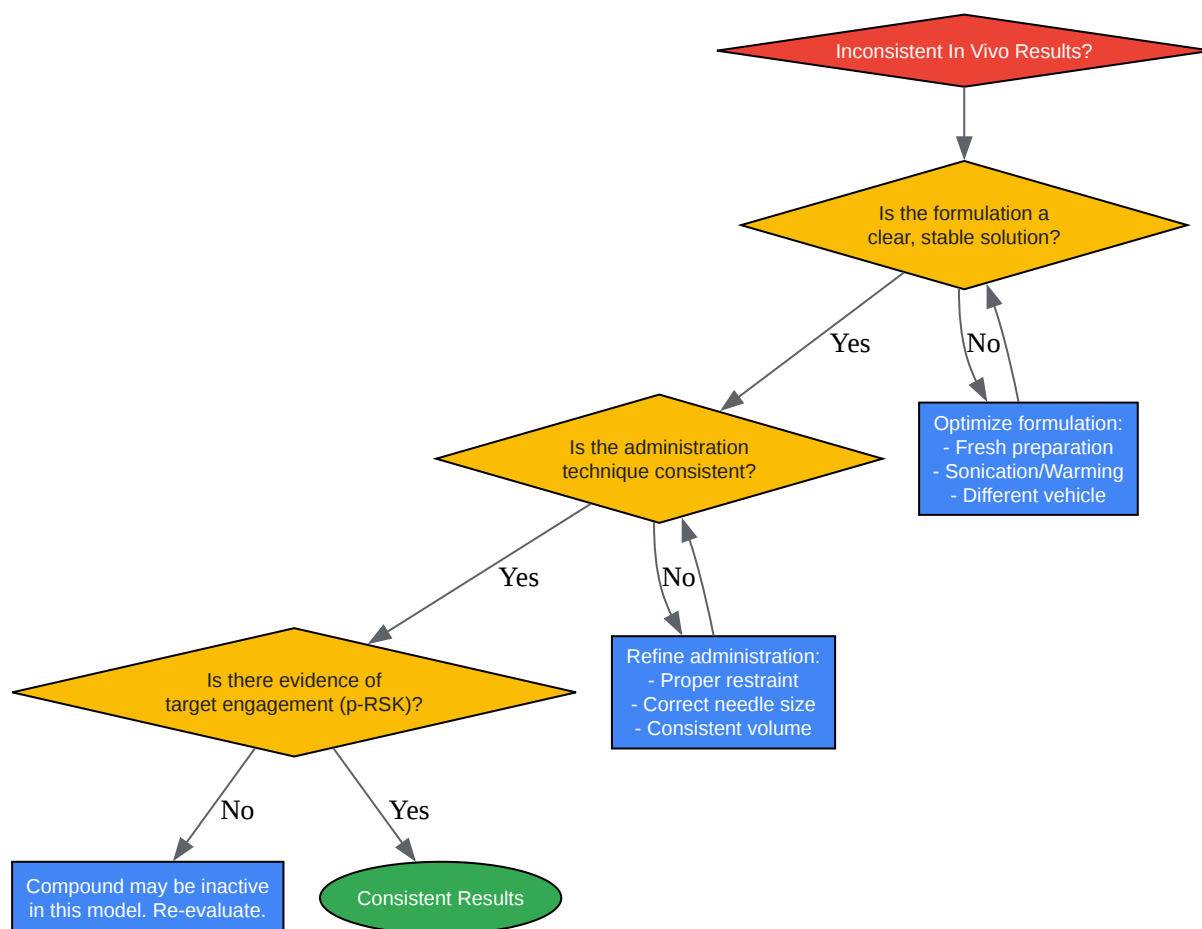 Inconsistent In Vivo Results?
Is the formulation a
clear, stable solution?
Yes
No
Optimize formulation:
- Fresh preparation
- Sonication/Warming
- Different vehicle
Is the administration
technique consistent?
Yes
No
Refine administration:
- Proper restraint
- Correct needle size
- Consistent volume
Is there evidence of
target engagement (p-RSK)?
No
Yes
Compound may be inactive
in this model. Re-evaluate.
Consistent Results